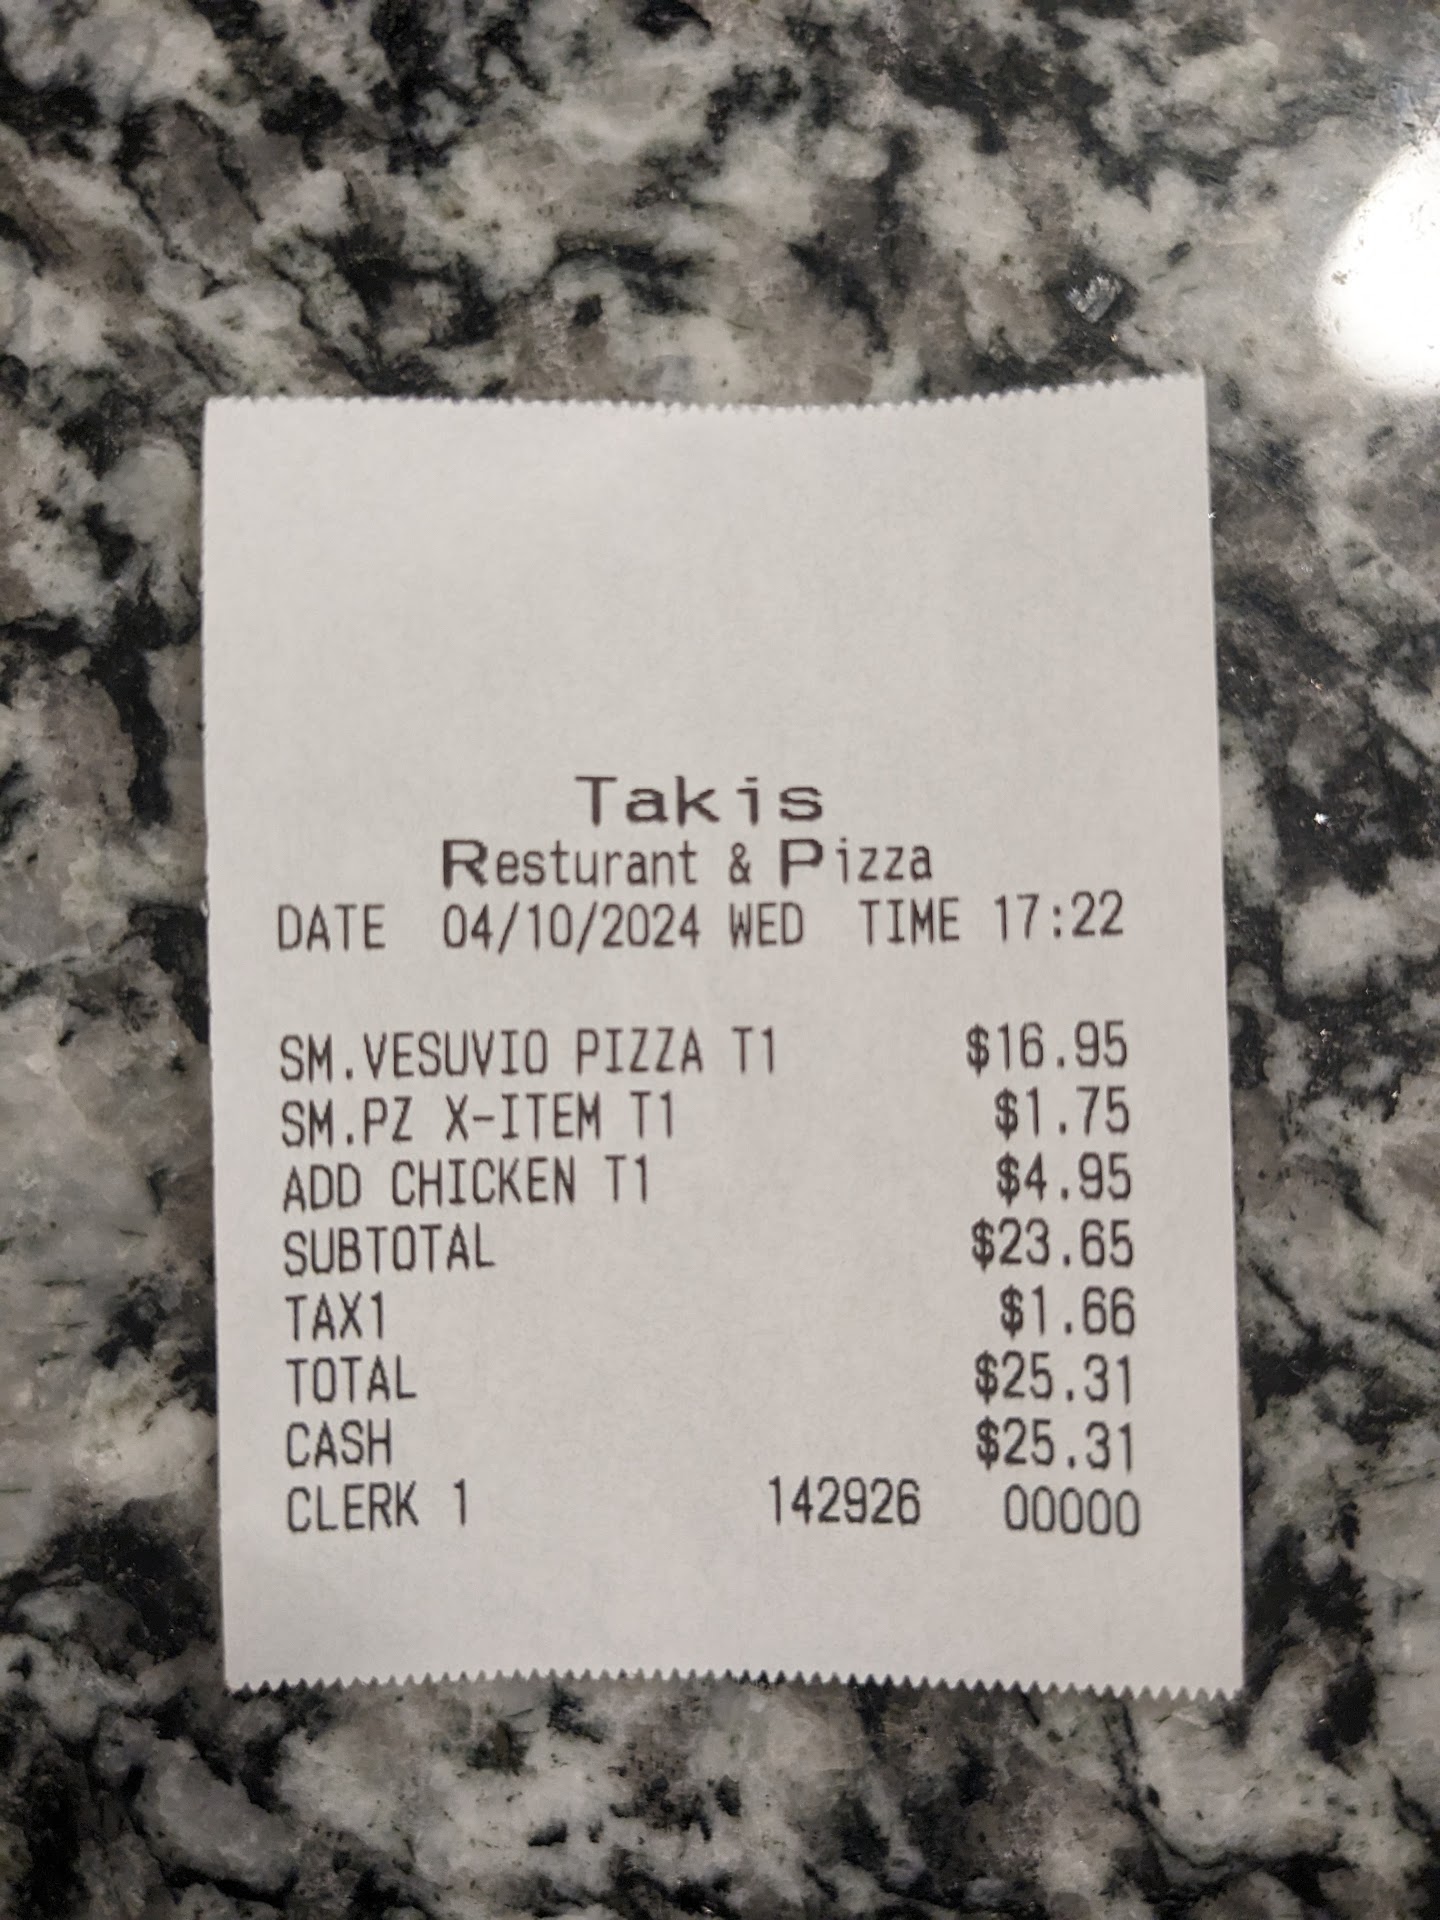 Takis
Resturant & Pizza
DATE 04/10/2024 WED TIME 17:22
SM.VESUVIO PIZZA T1 $16.95
SM.PZ X-ITEM T1 $1.75
ADD CHICKEN T1 $4.95
SUBTOTAL $23.65
TAX1 $1.66
TOTAL $25.31
CASH $25.31
CLERK 1 142926 00000